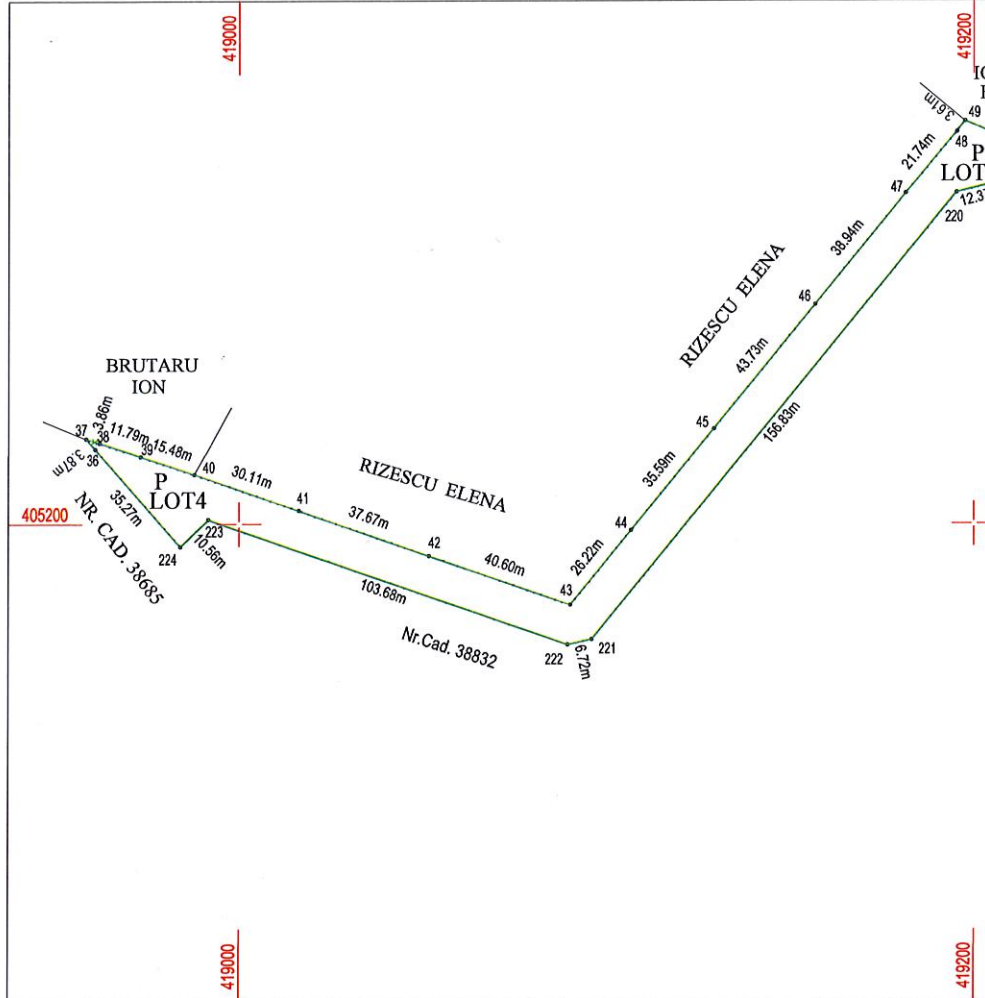 419000
419200
49
3.61m
48
P
LOT
21.74m
47
220
12.3
38.94m
RIZESCU ELENA
46
43.73m
156.83m
45
BRUTARU
ION
37
3.86m
38
11.79m
39
15.48m
36
3.87m
40
P
LOT4
30.11m
RIZESCU ELENA
41
35.59m
35.27m
NR. CAD. 38685
405200
223
37.67m
44
224
10.56m
42
40.60m
26.22m
43
103.68m
Nr.Cad. 38832
222
6.72m
221
419000
419200